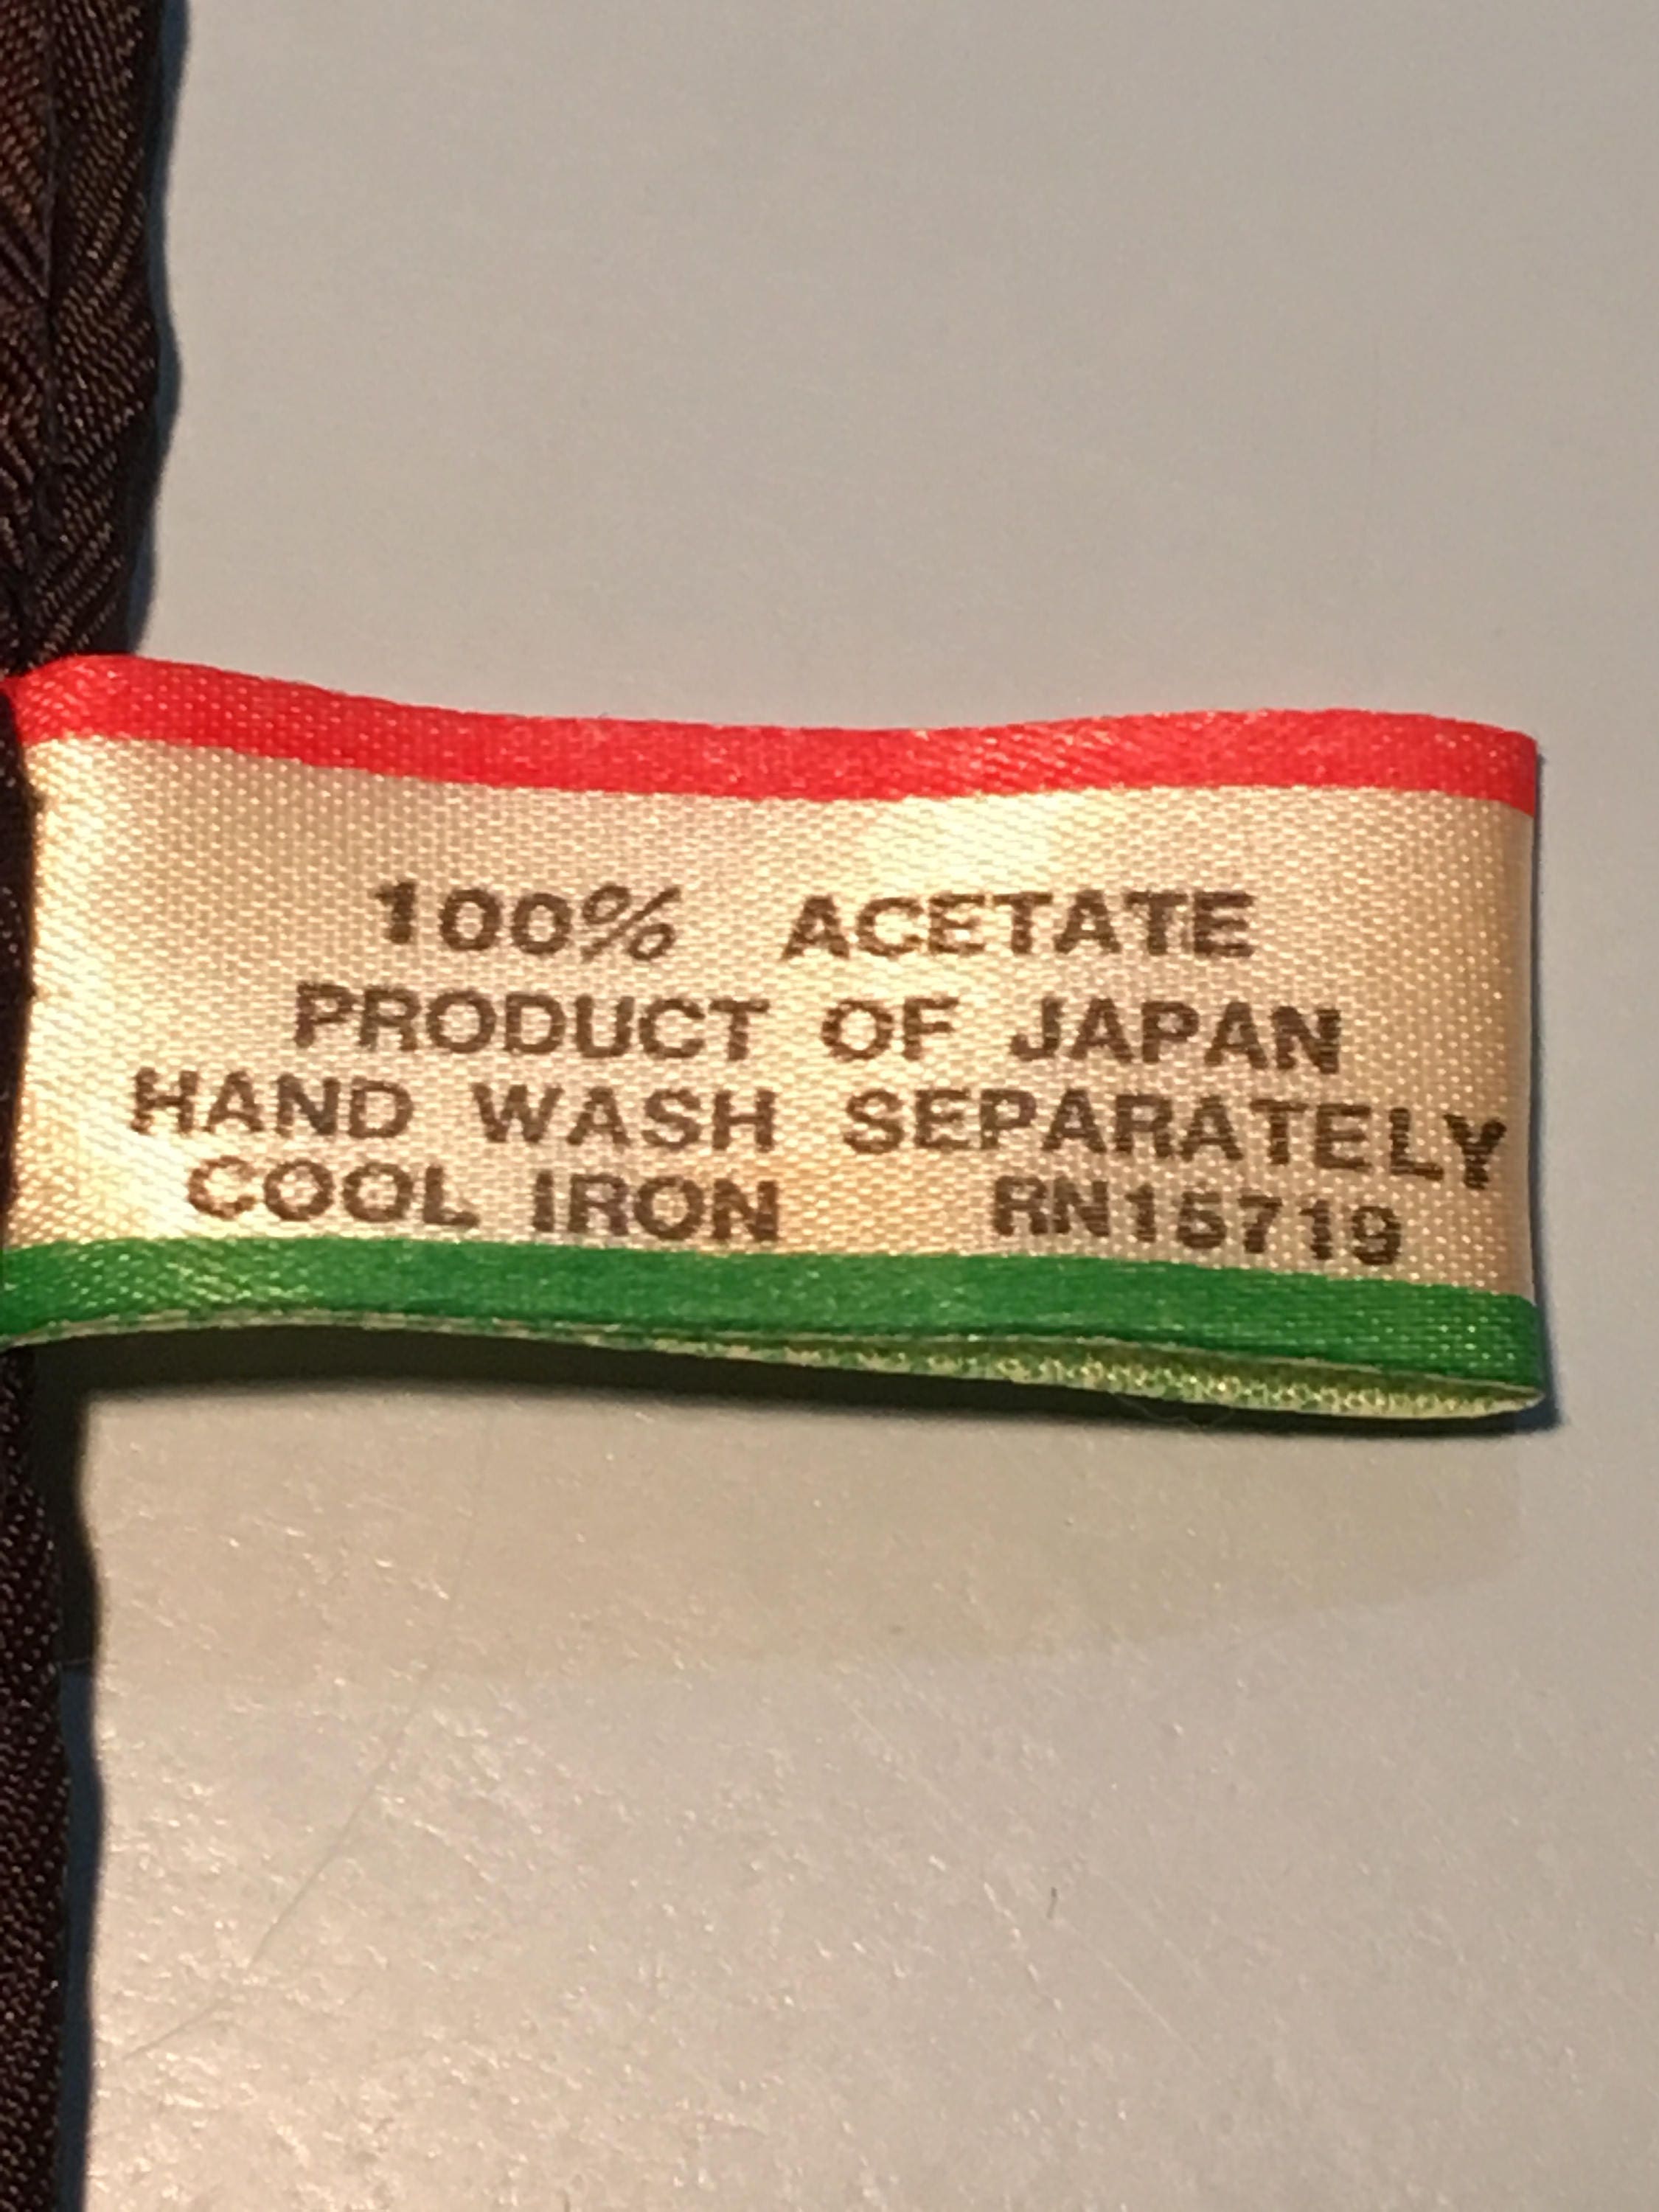 100% ACETATE
PRODUCT OF JAPAN
HAND WASH SEPARATELY
COOL IRON RN15719